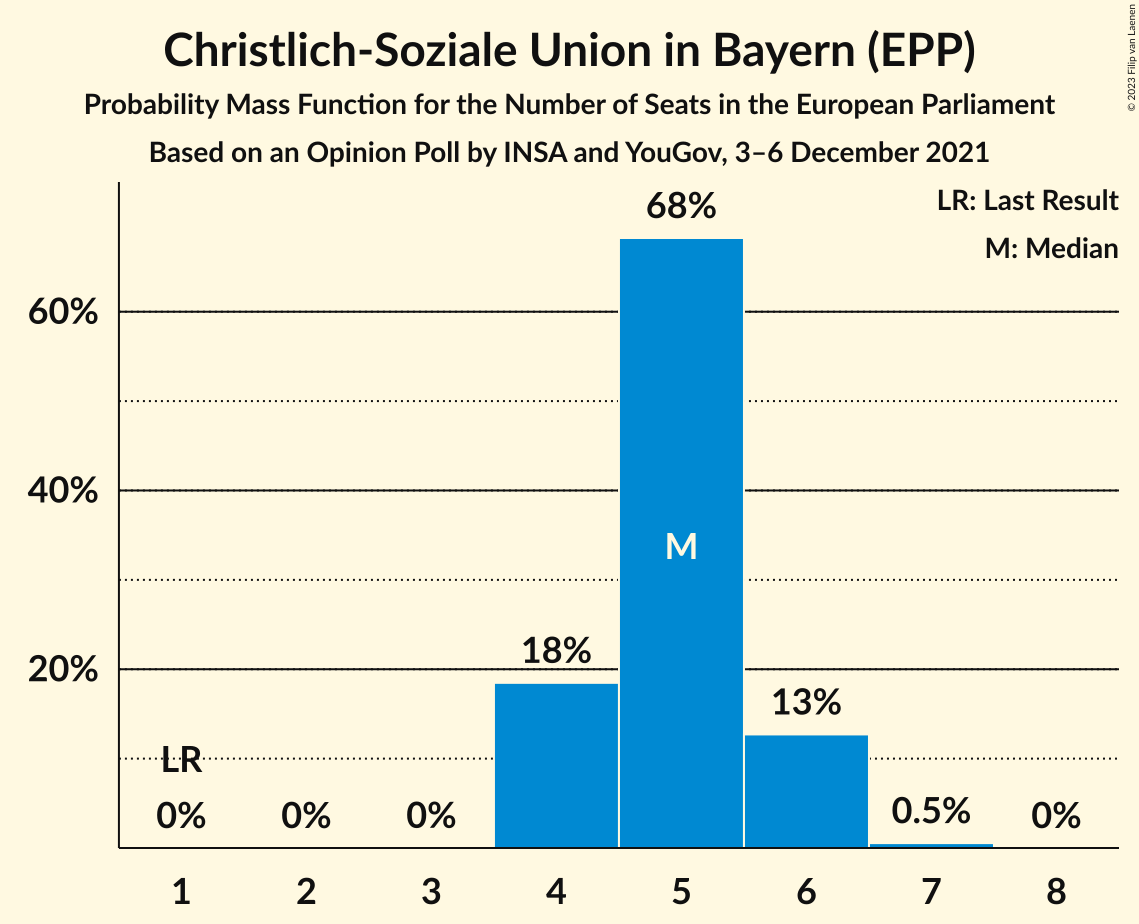 Christlich-Soziale Union in Bayern (EPP)
Probability Mass Function for the Number of Seats in the European Parliament
Based on an Opinion Poll by INSA and YouGov, 3–6 December 2021
© 2023 Filip van Laenen
LR: Last Result
M: Median
68%
60%
40%
M
18%
20%
13%
LR
0%
0%
0%
0.5%
0%
1 2 3 4 5 6 7 8